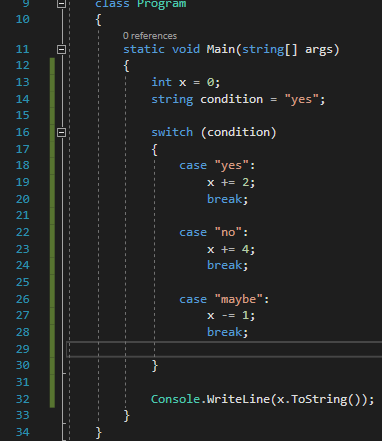 9 class Program
10 {
0 references
11 static void Main(string[] args)
12 {
13 int x = 0;
14 string condition = "yes";
15
16 switch (condition)
17 {
18 case "yes":
19 x += 2;
20 break;
21
22 case "no":
23 x += 4;
24 break;
25
26 case "maybe":
27 x -= 1;
28 break;
29
30 }
31
32 Console.WriteLine(x.ToString());
33 }
34 }